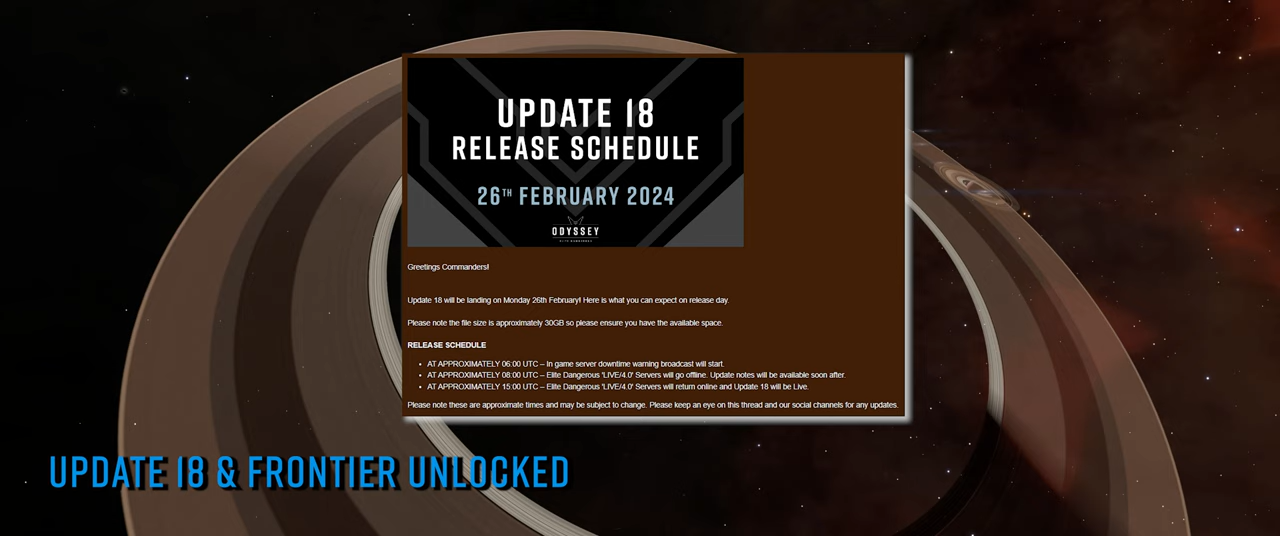 UPDATE 18
RELEASE SCHEDULE
26TH FEBRUARY 2024
ODYSSEY
ELITE DANGEROUS
Greetings Commanders!
Update 18 will be landing on Monday 26th February! Here is what you can expect on release day.
Please note the file size is approximately 30GB so please ensure you have the available space.
RELEASE SCHEDULE
• AT APPROXIMATELY 06:00 UTC – In game server downtime warning broadcast will start.
• AT APPROXIMATELY 08:00 UTC – Elite Dangerous 'LIVE/4.0' Servers will go offline. Update notes will be available soon after.
• AT APPROXIMATELY 15:00 UTC – Elite Dangerous 'LIVE/4.0' Servers will return online and Update 18 will be Live.
Please note these are approximate times and may be subject to change. Please keep an eye on this thread and our social channels for any updates.
UPDATE 18 & FRONTIER UNLOCKED